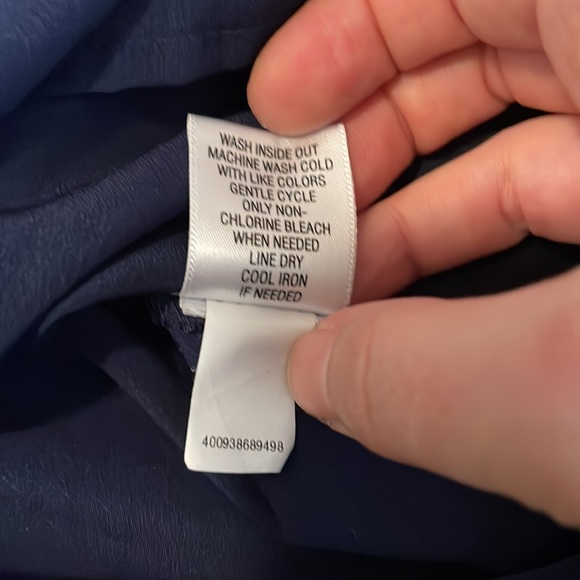 WASH INSIDE OUT
MACHINE WASH COLD
WITH LIKE COLORS
GENTLE CYCLE
ONLY NON-
CHLORINE BLEACH
WHEN NEEDED
LINE DRY
COOL IRON
IF NEEDED
400938689498